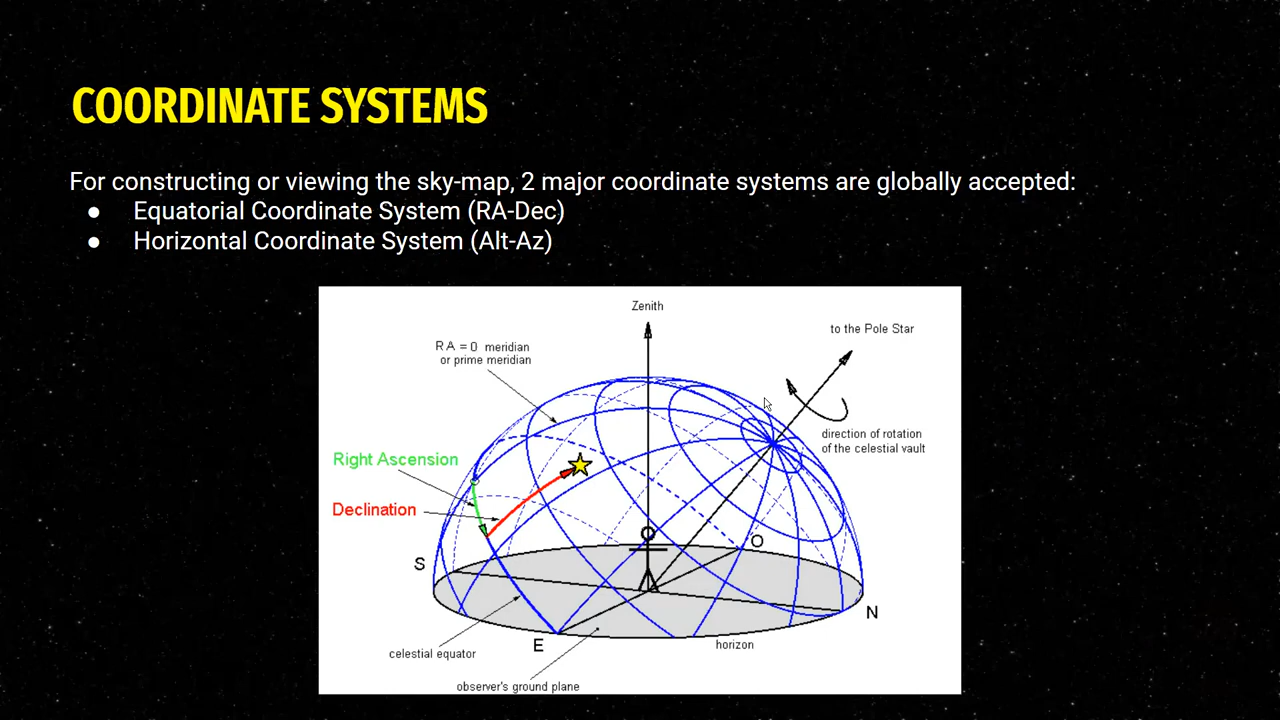 COORDINATE SYSTEMS
For constructing or viewing the sky-map, 2 major coordinate systems are globally accepted:
● Equatorial Coordinate System (RA-Dec)
● Horizontal Coordinate System (Alt-Az)
Zenith
to the Pole Star
RA = 0 meridian
or prime meridian
direction of rotation
of the celestial vault
Right Ascension
Declination
O
S
N
E
horizon
celestial equator
observer's ground plane